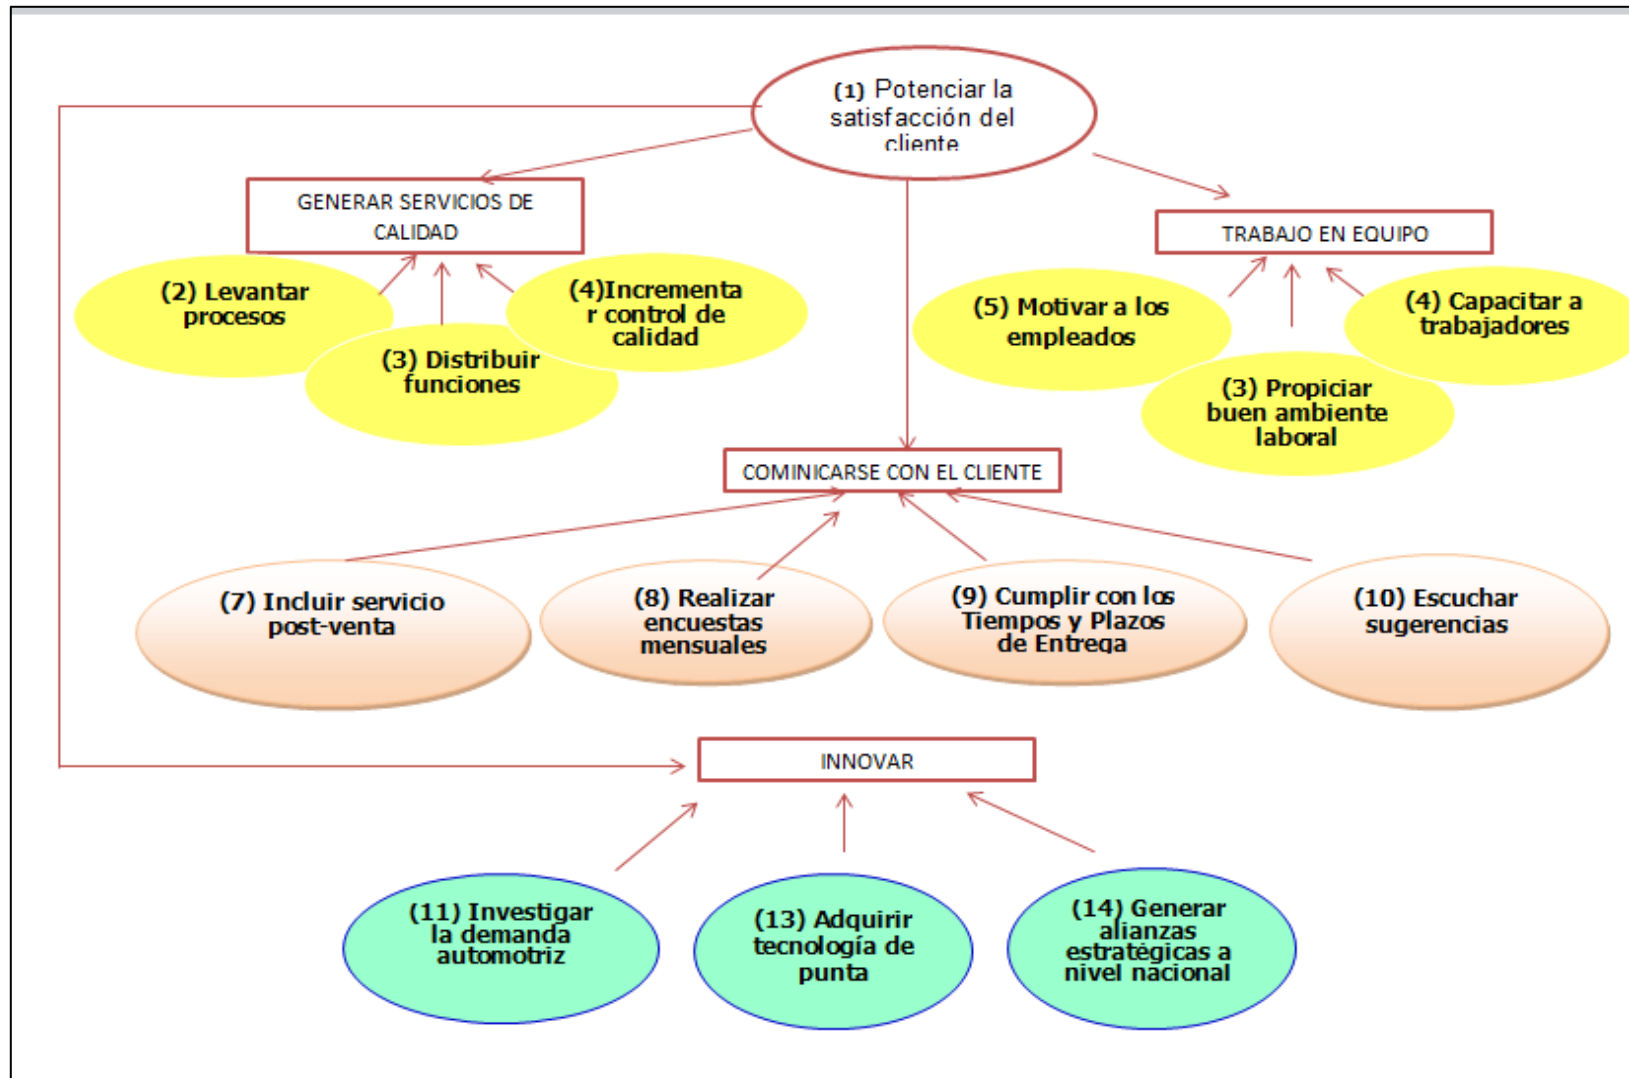 (1) Potenciar la
satisfacción del
cliente
GENERAR SERVICIOS DE
CALIDAD
TRABAJO EN EQUIPO
(2) Levantar
procesos
(3) Distribuir
funciones
(4)Incrementa
r control de
calidad
(5) Motivar a los
empleados
(3) Propiciar
buen ambiente
laboral
(4) Capacitar a
trabajadores
COMINICARSE CON EL CLIENTE
(7) Incluir servicio
post-venta
(8) Realizar
encuestas
mensuales
(9) Cumplir con los
Tiempos y Plazos
de Entrega
(10) Escuchar
sugerencias
INNOVAR
(11) Investigar
la demanda
automotriz
(13) Adquirir
tecnología de
punta
(14) Generar
alianzas
estratégicas a
nivel nacional